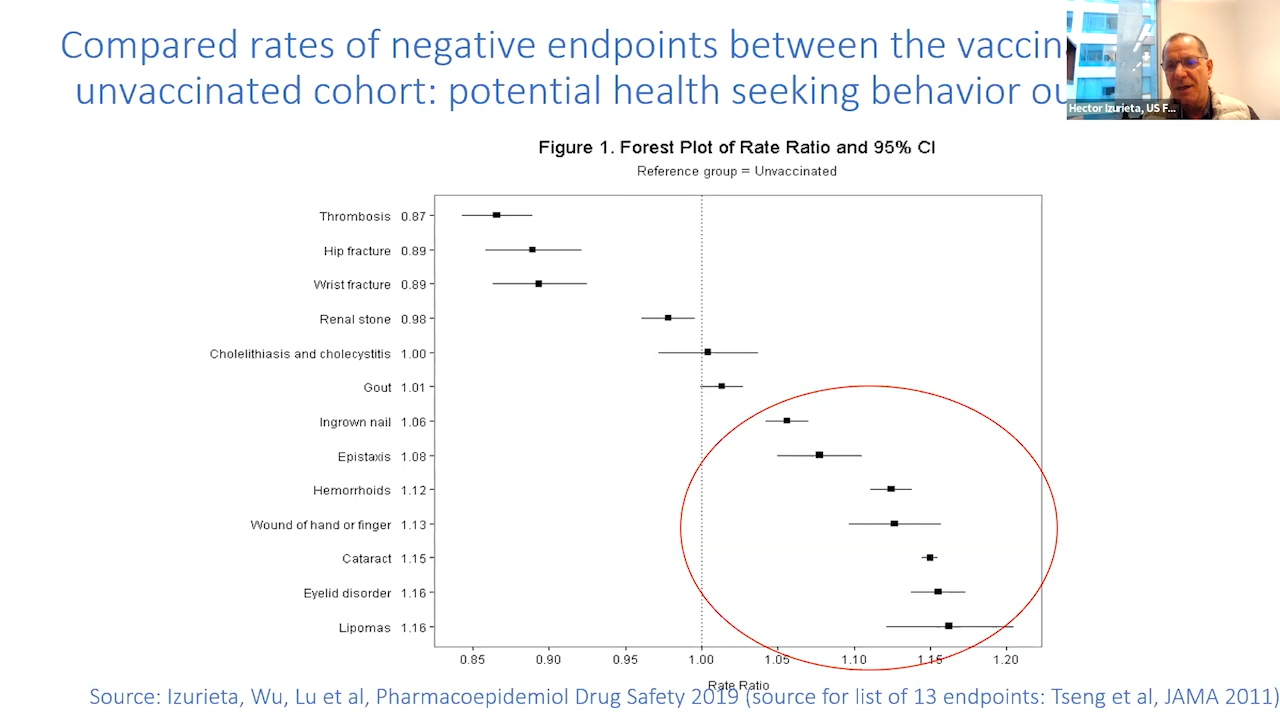 Compared rates of negative endpoints between the vaccin
unvaccinated cohort: potential health seeking behavior ou
Hector Izurieta, US F...
Figure 1. Forest Plot of Rate Ratio and 95% CI
Reference group = Unvaccinated
Thrombosis 0.87
Hip fracture 0.89
Wrist fracture 0.89
Renal stone 0.98
Cholelithiasis and cholecystitis 1.00
Gout 1.01
Ingrown nail 1.06
Epistaxis 1.08
Hemorrhoids 1.12
Wound of hand or finger 1.13
Cataract 1.15
Eyelid disorder 1.16
Lipomas 1.16
0.85 0.90 0.95 1.00 1.05 1.10 1.15 1.20
Rate Ratio
Source: Izurieta, Wu, Lu et al, Pharmacoepidemiol Drug Safety 2019 (source for list of 13 endpoints: Tseng et al, JAMA 2011)